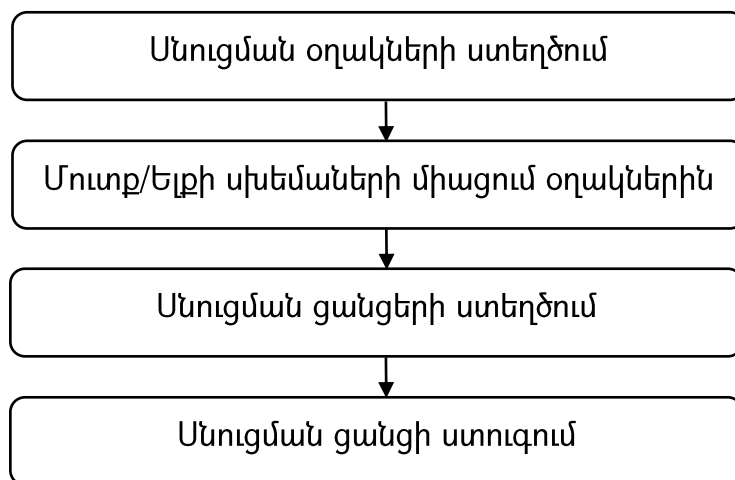 Սնուցման օղակների ստեղծում
Մուտք/Ելքի սխեմաների միացում օղակներին
Սնուցման ցանցերի ստեղծում
Սնուցման ցանցի ստուգում